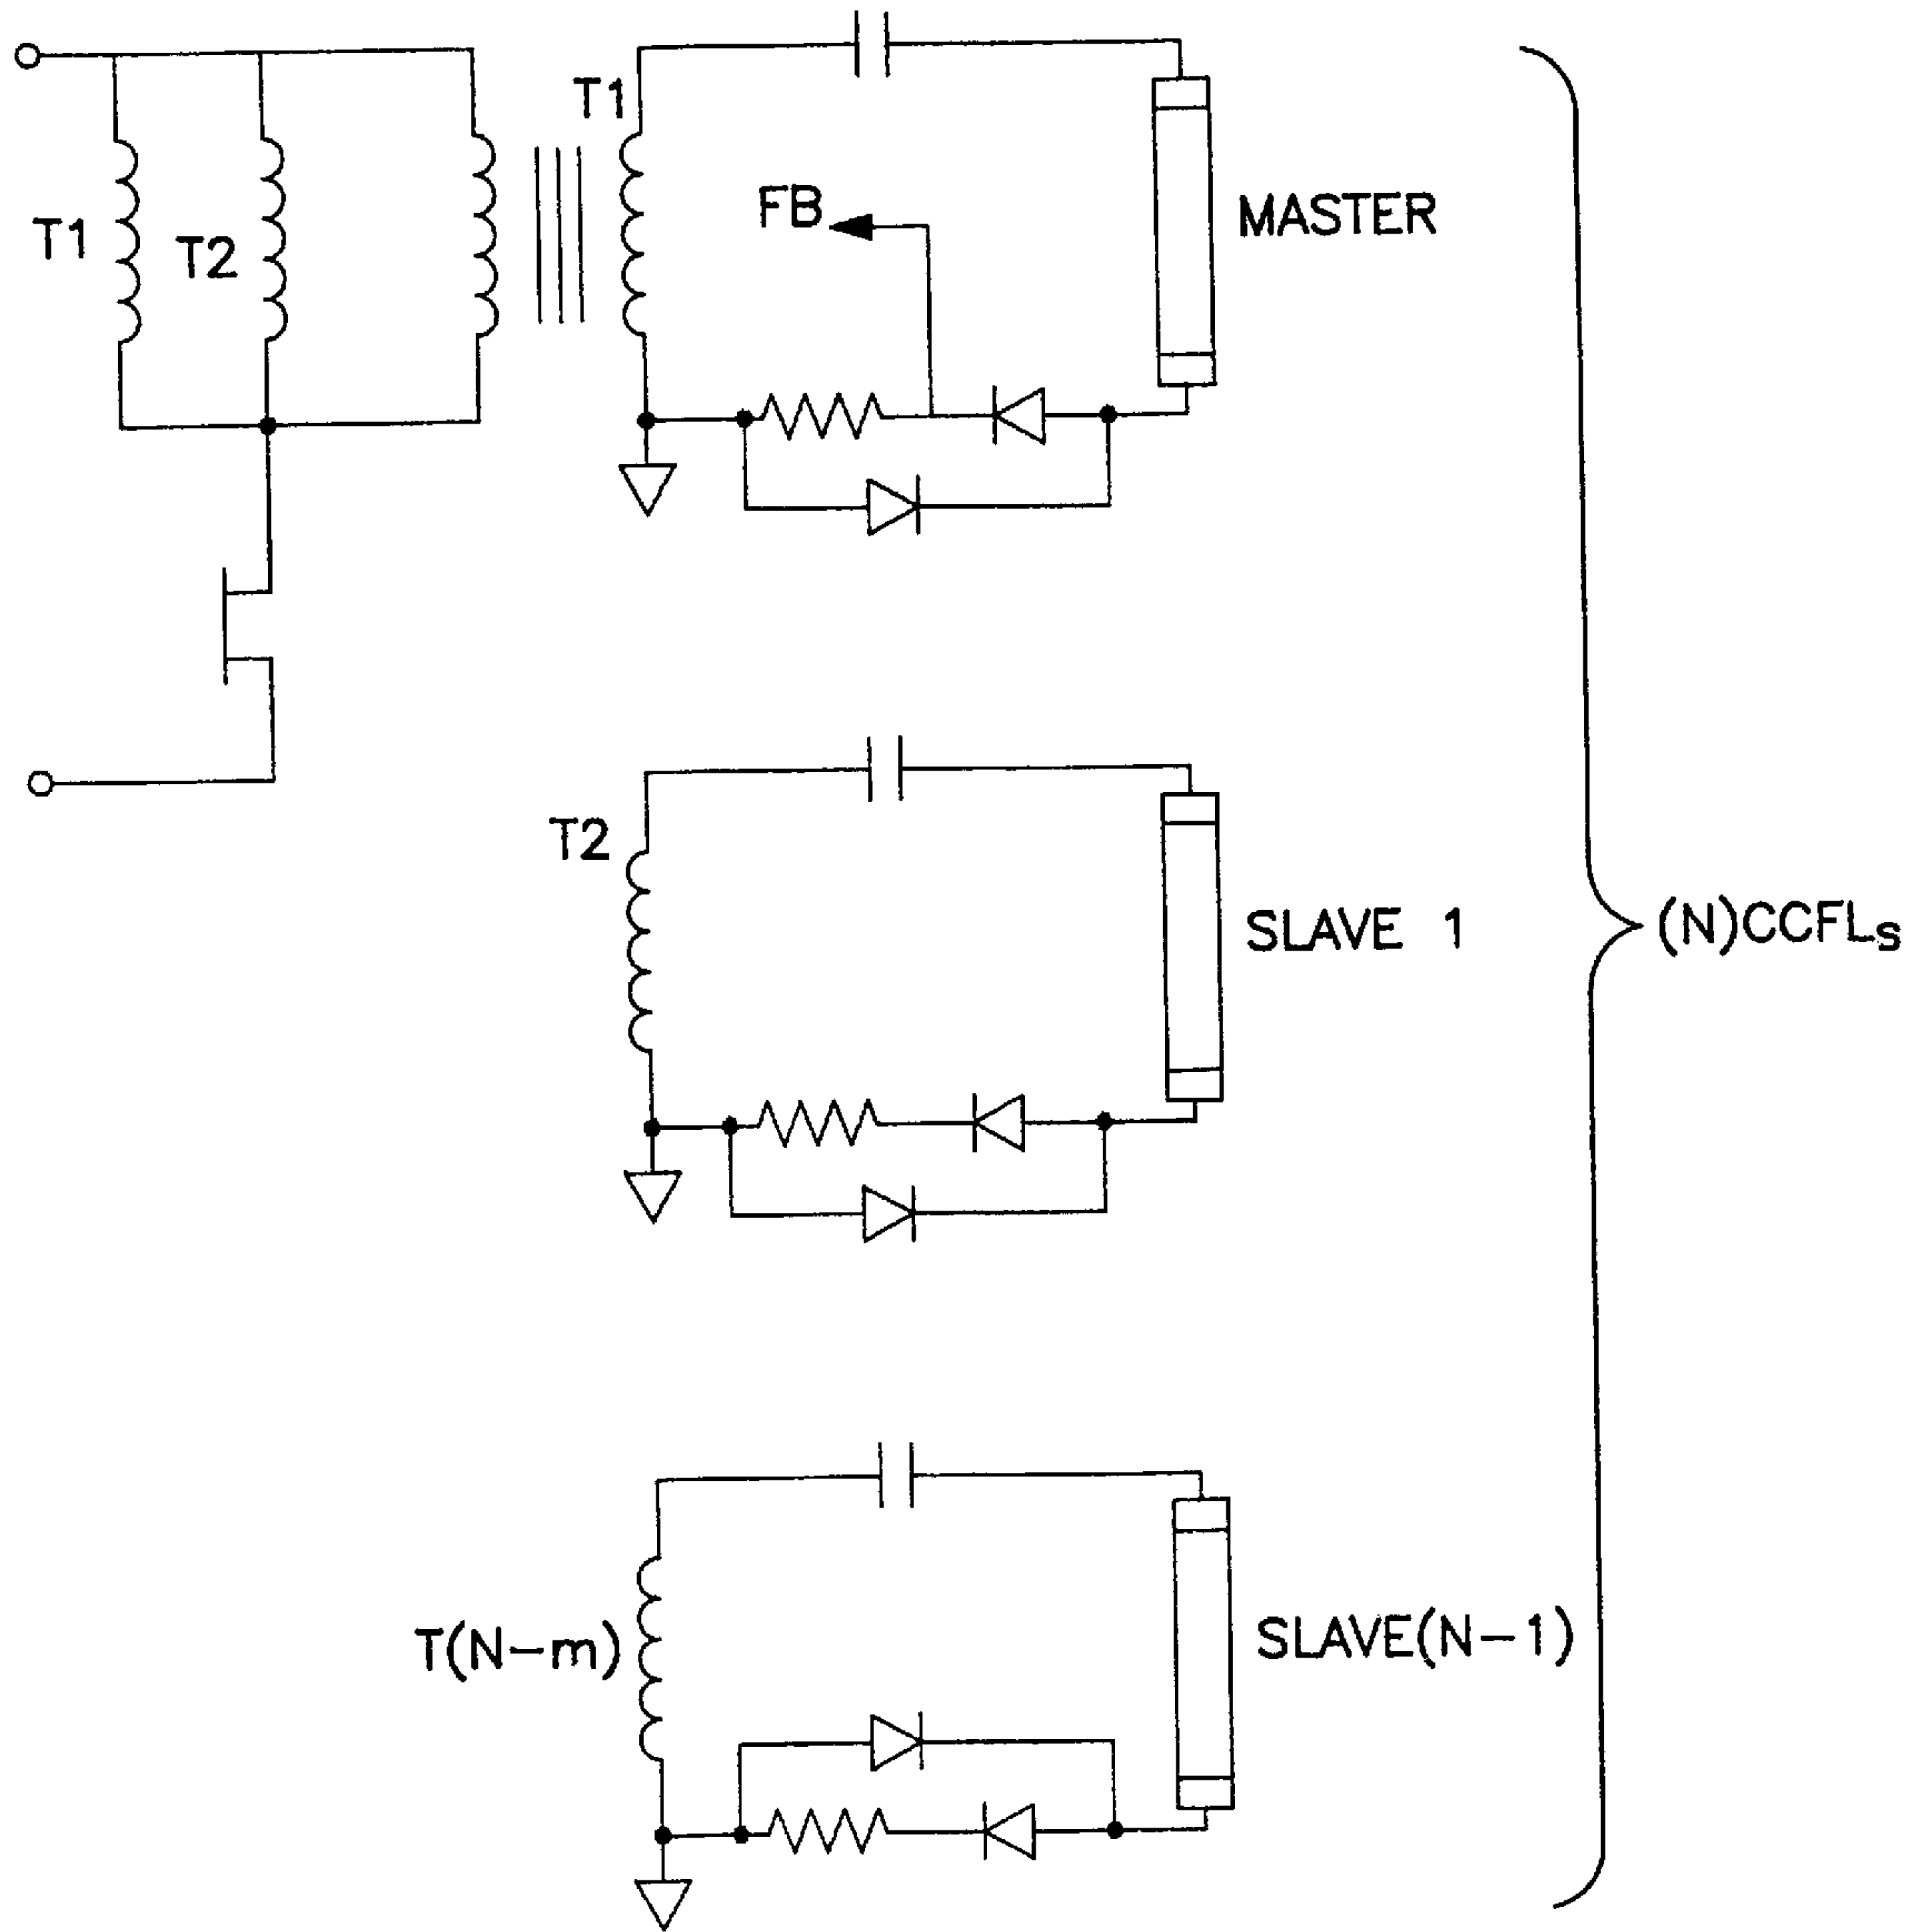 T1
T1
T2
FB
MASTER
T2
SLAVE 1
(N)CCFLs
T(N-m)
SLAVE(N-1)